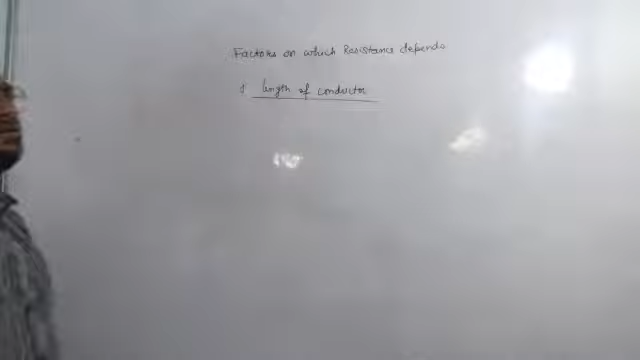 Factors on which Resistance depends
1 length of conductor